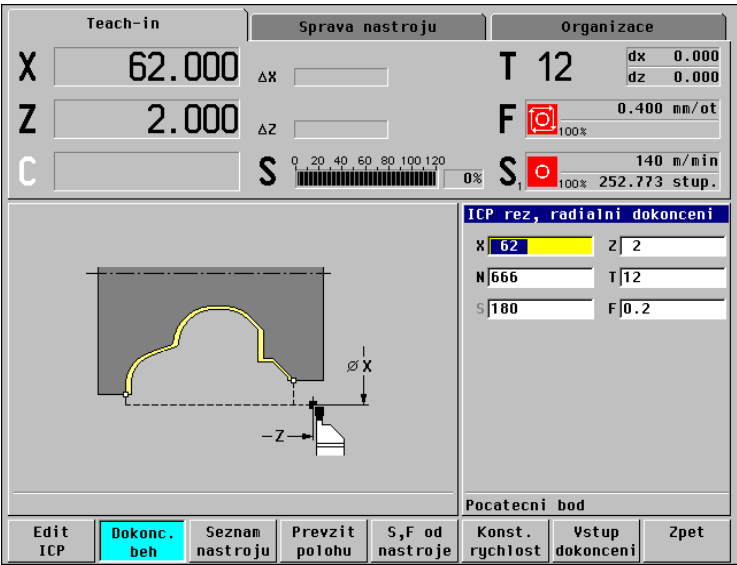 Teach-in Sprava nastroju Organizace
X 62.000 ΔX T 12 dx 0.000
dz 0.000
Z 2.000 ΔZ F 100% 0.400 mm/ot
C S 0 20 40 60 80 100 120 0% S1 100% 140 m/min
252.773 stup.
ICP rez, radialni dokonceni
X 62 Z 2
N 666 T 12
S 180 F 0.2
⌀ X
-Z
Pocatecni bod
Edit ICP
Dokonc. beh
Seznam nastroju
Prevzit polohu
S,F od nastroje
Konst. rychlost
Vstup dokonceni
Zpet